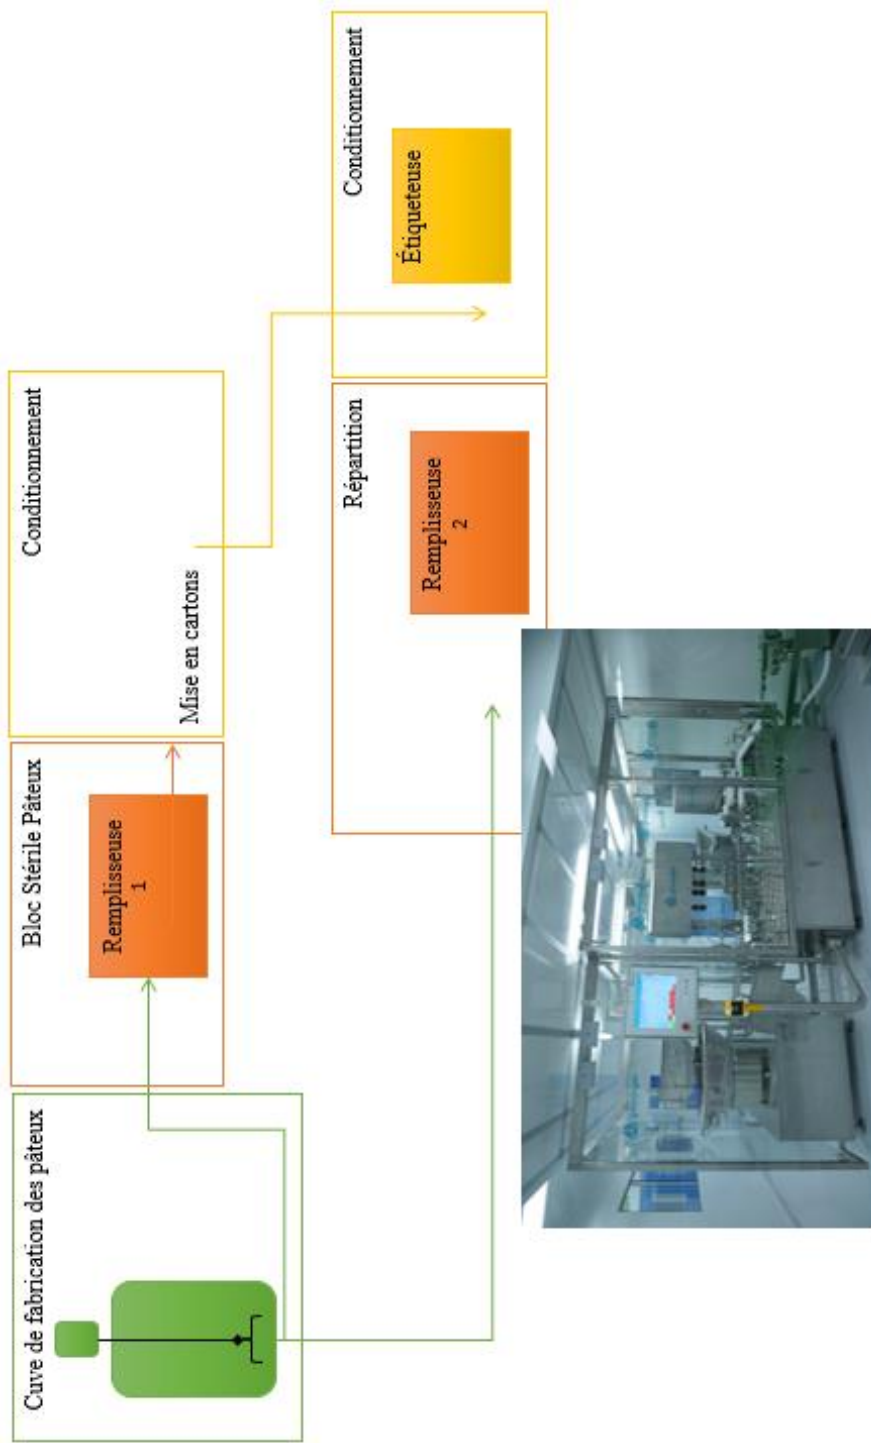 Cuve de fabrication des pâteux
Bloc Stérile Pâteux
Remplisseuse
1
Conditionnement
Mise en cartons
Répartition
Remplisseuse
2
Conditionnement
Étiqueteuse